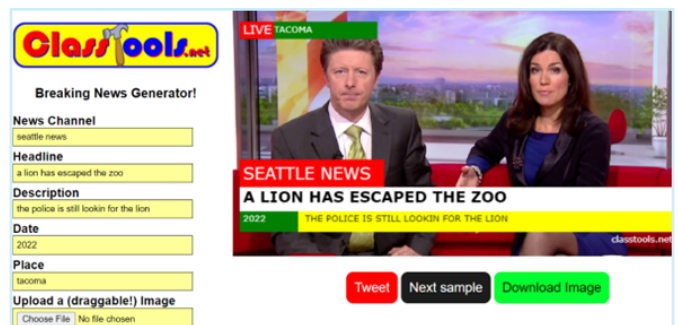 ClassTools.net
Breaking News Generator!
News Channel
seattle news
Headline
a lion has escaped the zoo
Description
the police is still lookin for the lion
Date
2022
Place
tacoma
Upload a (draggable!) Image
Choose File No file chosen
LIVE TACOMA
SEATTLE NEWS
A LION HAS ESCAPED THE ZOO
2022 THE POLICE IS STILL LOOKIN FOR THE LION
classtools.net
Tweet Next sample Download Image